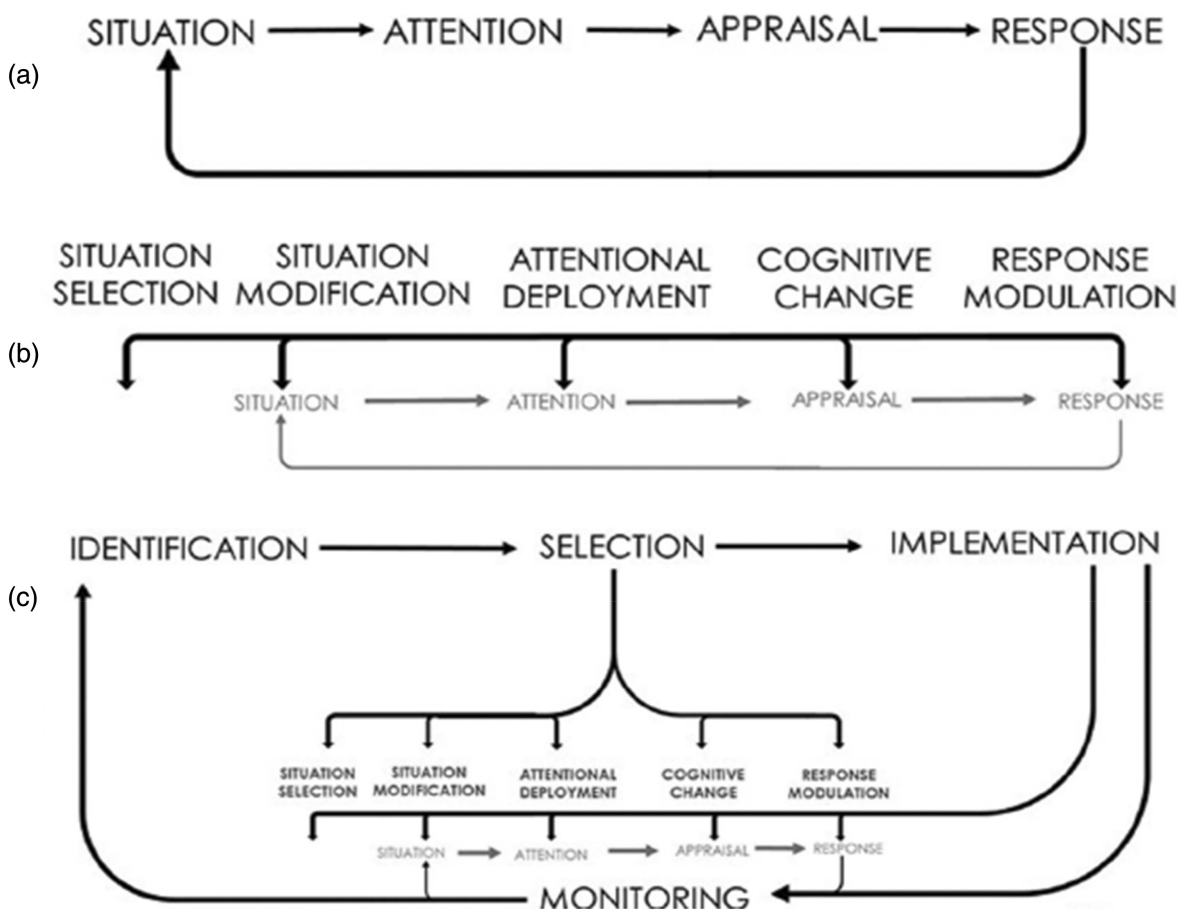 SITUATION ATTENTION APPRAISAL RESPONSE
(a)
SITUATION SITUATION ATTENTIONAL COGNITIVE RESPONSE
SELECTION MODIFICATION DEPLOYMENT CHANGE MODULATION
(b)
SITUATION ATTENTION APPRAISAL RESPONSE
IDENTIFICATION SELECTION IMPLEMENTATION
(c)
SITUATION SITUATION ATTENTIONAL COGNITIVE RESPONSE
SELECTION MODIFICATION DEPLOYMENT CHANGE MODULATION
SITUATION ATTENTION APPRAISAL RESPONSE
MONITORING